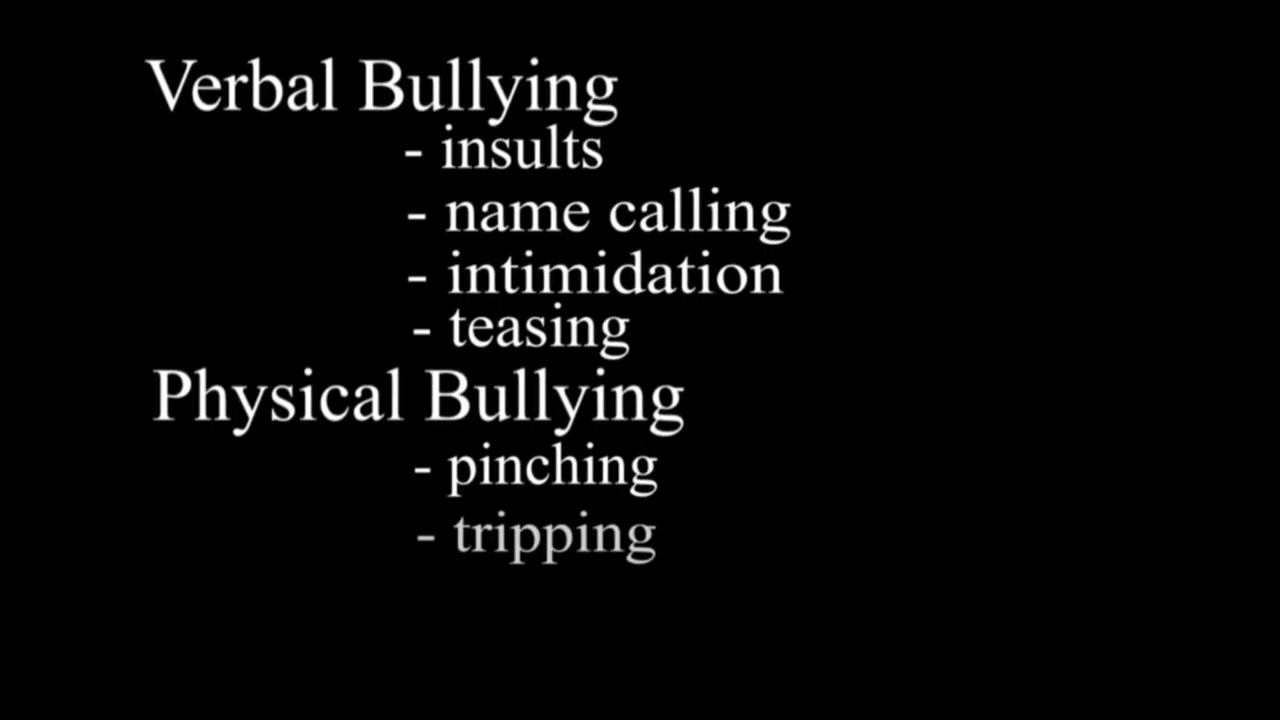 Verbal Bullying
- insults
- name calling
- intimidation
- teasing
Physical Bullying
- pinching
- tripping